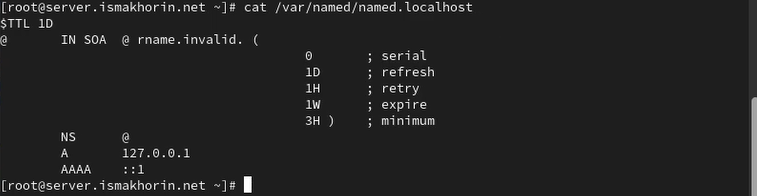 [root@server.ismakhorin.net ~]# cat /var/named/named.localhost
$TTL 1D
@       IN SOA  @ rname.invalid. (
                                        0       ; serial
                                        1D      ; refresh
                                        1H      ; retry
                                        1W      ; expire
                                        3H )    ; minimum
        NS      @
        A       127.0.0.1
        AAAA    ::1
[root@server.ismakhorin.net ~]#